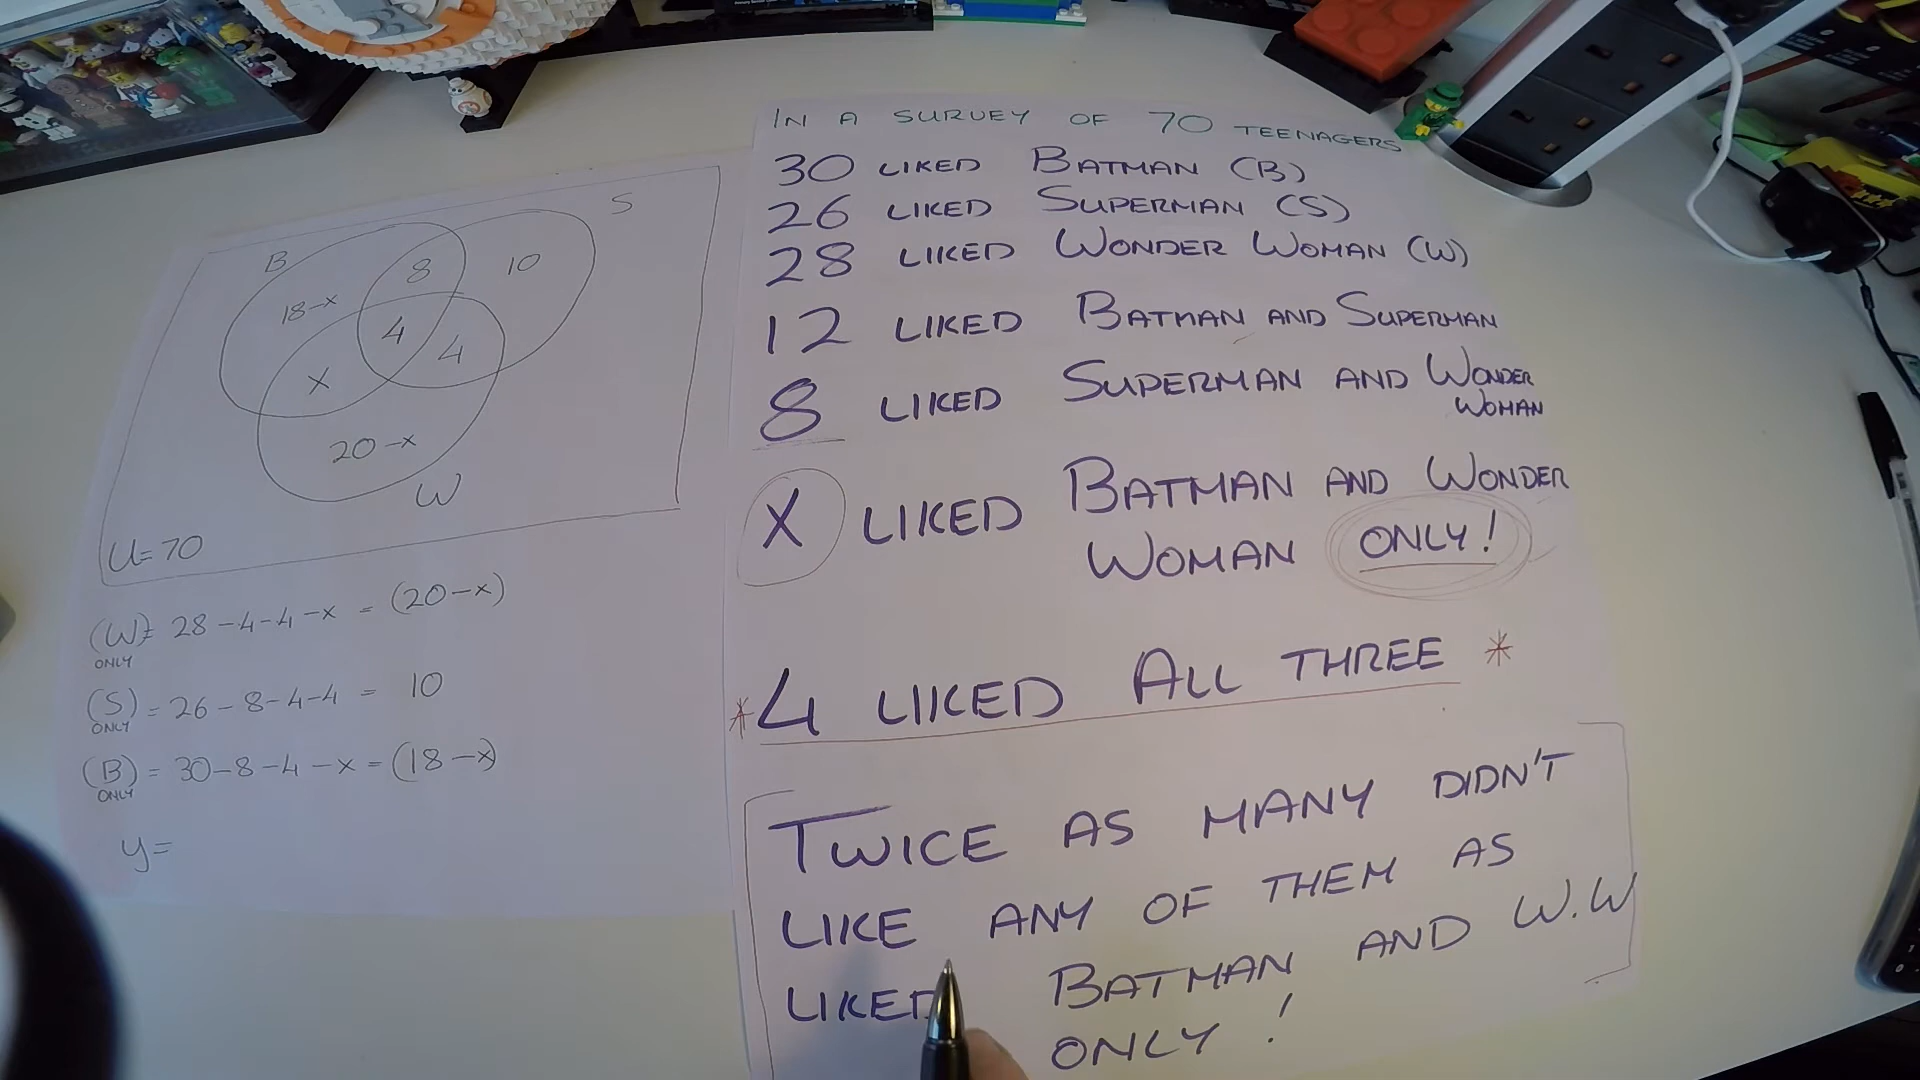 S
B
8
10
18-x
4
4
x
20-x
W
U=70
(W)= 28-4-4-x = (20-x)
ONLY
(S) = 26-8-4-4 = 10
ONLY
(B) = 30-8-4-x = (18-x)
ONLY
y=
IN A SURVEY OF 70 TEENAGERS
30 LIKED BATMAN (B)
26 LIKED SUPERMAN (S)
28 LIKED WONDER WOMAN (W)
12 LIKED BATMAN AND SUPERMAN
8 LIKED SUPERMAN AND WONDER
WOMAN
X LIKED BATMAN AND WONDER
WOMAN ONLY!
*4 LIKED ALL THREE *
TWICE AS MANY DIDN'T
LIKE ANY OF THEM AS
LIKED BATMAN AND W.W
ONLY!